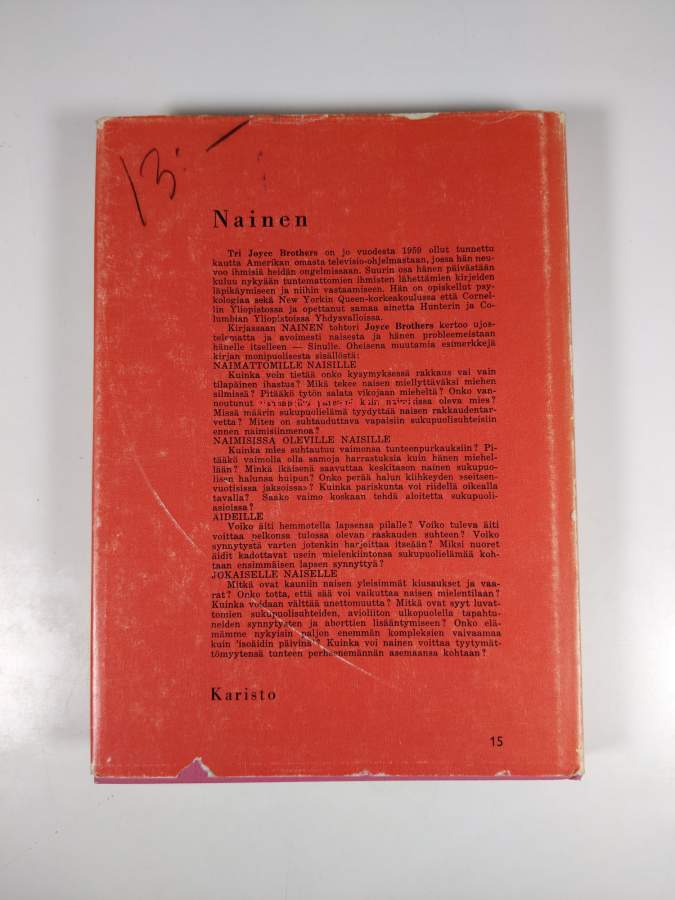 13:—
Nainen
Tri Joyce Brothers on jo vuodesta 1959 ollut tunnettu
kautta Amerikan omasta televisio-ohjelmastaan, jossa hän neu-
voo ihmisiä heidän ongelmissaan. Suurin osa hänen päivästään
kuluu nykyään tuntemattomien ihmisten lähettämien kirjeiden
läpikäymiseen ja niihin vastaamiseen. Hän on opiskellut psy-
kologiaa sekä New Yorkin Queen-korkeakoulussa että Cornel-
lin Yliopistossa ja opettanut samaa ainetta Hunterin ja Co-
lumbian Yliopistoissa Yhdysvalloissa.
Kirjassaan NAINEN tohtori Joyce Brothers kertoo ujos-
telematta ja avoimesti naisesta ja hänen probleemeistaan
hänelle itselleen — Sinulle. Oheisena muutamia esimerkkejä
kirjan monipuolisesta sisällöstä:
NAIMATTOMILLE NAISILLE
Kuinka voin tietää onko kysymyksessä rakkaus vai vain
tilapäinen ihastus? Mikä tekee naisen miellyttäväksi miehen
silmissä? Pitääkö tytön salata vikojaan mieheltä? Onko van-
noutunut kuin naimisissa oleva mies?
Missä määrin sukupuolielämä tyydyttää naisen rakkaudentar-
vetta? Miten on suhtauduttava vapaisiin sukupuolisuhteisiin
ennen naimisiinmenoa?
NAIMISISSA OLEVILLE NAISILLE
Kuinka mies suhtautuu vaimonsa tunteenpurkauksiin? Pi-
tääkö vaimolla olla samoja harrastuksia kuin hänen miehel-
lään? Minkä ikäisenä saavuttaa keskitason nainen sukupuo-
lisen halunsa huipun? Onko perää halun kiihkeyden »seitsen-
vuotisissa jaksoissa»? Kuinka pariskunta voi riidellä oikealla
tavalla? Saako vaimo koskaan tehdä aloitetta sukupuoli-
asioissa?
ÄIDEILLE
Voiko äiti hemmotella lapsensa pilalle? Voiko tuleva äiti
voittaa pelkonsa tulossa olevan raskauden suhteen? Voiko
synnytystä varten jotenkin harjoittaa itseään? Miksi nuoret
äidit kadottavat usein mielenkiintonsa sukupuolielämää koh-
taan ensimmäisen lapsen synnyttyä?
JOKAISELLE NAISELLE
Mitkä ovat kauniin naisen yleisimmät kiusaukset ja vaa-
rat? Onko totta, että sää voi vaikuttaa naisen mielentilaan?
Kuinka voidaan välttää unettomuutta? Mitkä ovat syyt luvat-
tomien sukupuolisuhteiden, avioliiton ulkopuolella tapahtu-
neiden synnytysten ja aborttien lisääntymiseen? Onko elä-
mämme nykyisin paljon enemmän kompleksien vaivaamaa
kuin 'isoäidin päivinä'? Kuinka voi nainen voittaa tyytymät-
tömyytensä tunteen perheenemännän asemaansa kohtaan?
Karisto
15